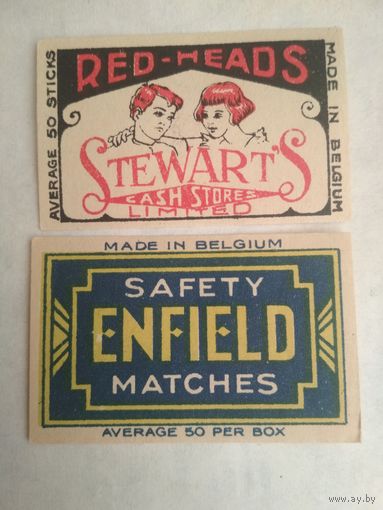 RED-HEADS
AVERAGE 50 STICKS
MADE IN BELGIUM
STEWART'S
CASH STORES
LIMITED
MADE IN BELGIUM
SAFETY
ENFIELD
MATCHES
AVERAGE 50 PER BOX
www.ay.by